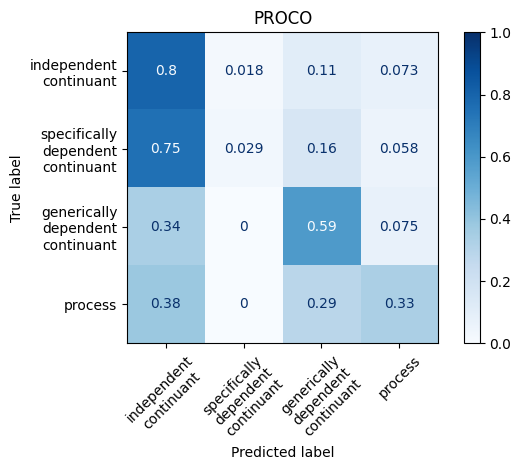 PROCO
True label
independent
continuant
0.8 0.018 0.11 0.073
specifically
dependent
continuant
0.75 0.029 0.16 0.058
generically
dependent
continuant
0.34 0 0.59 0.075
process
0.38 0 0.29 0.33
independent
continuant
specifically
dependent
continuant
generically
dependent
continuant
process
Predicted label
1.0
0.8
0.6
0.4
0.2
0.0